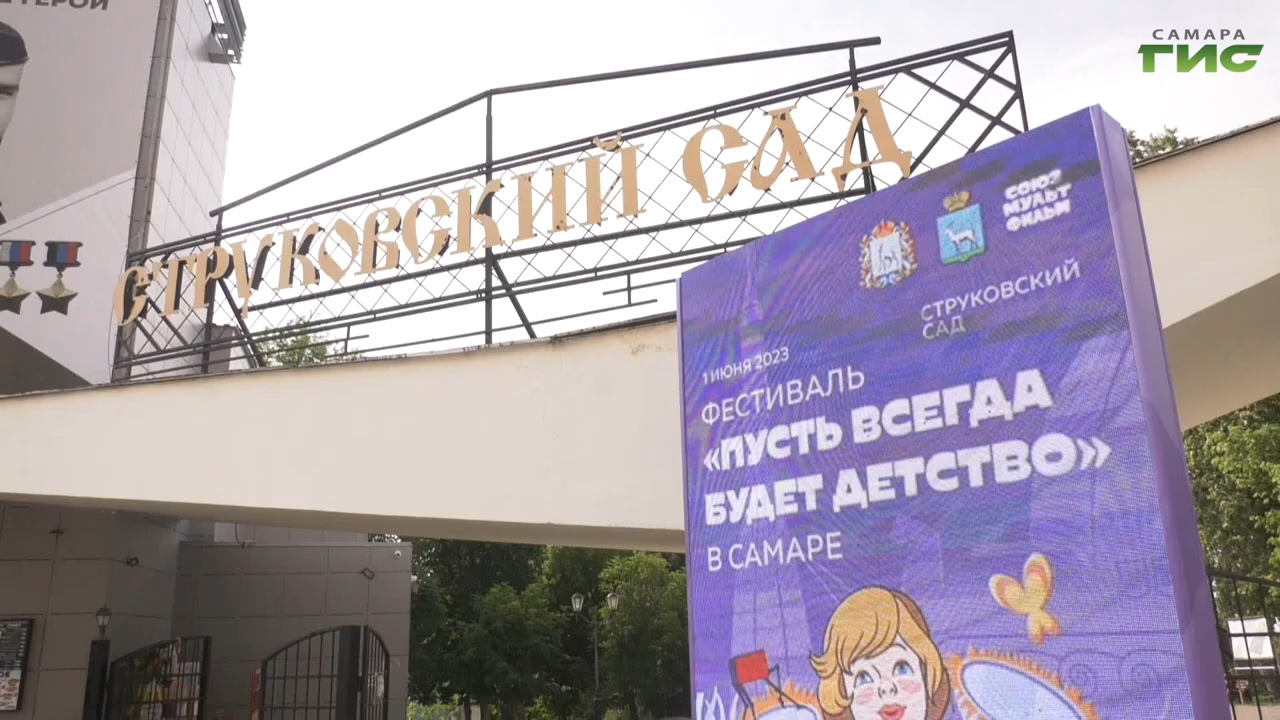 ГЕРОЙ
САМАРА
ГИС
СТРУКОВСКИЙ САД
СОЮЗ
МУЛЬТ
ФИЛЬМ
СТРУКОВСКИЙ
САД
1 ИЮНЯ 2023
ФЕСТИВАЛЬ
«ПУСТЬ ВСЕГДА
БУДЕТ ДЕТСТВО»
В САМАРЕ